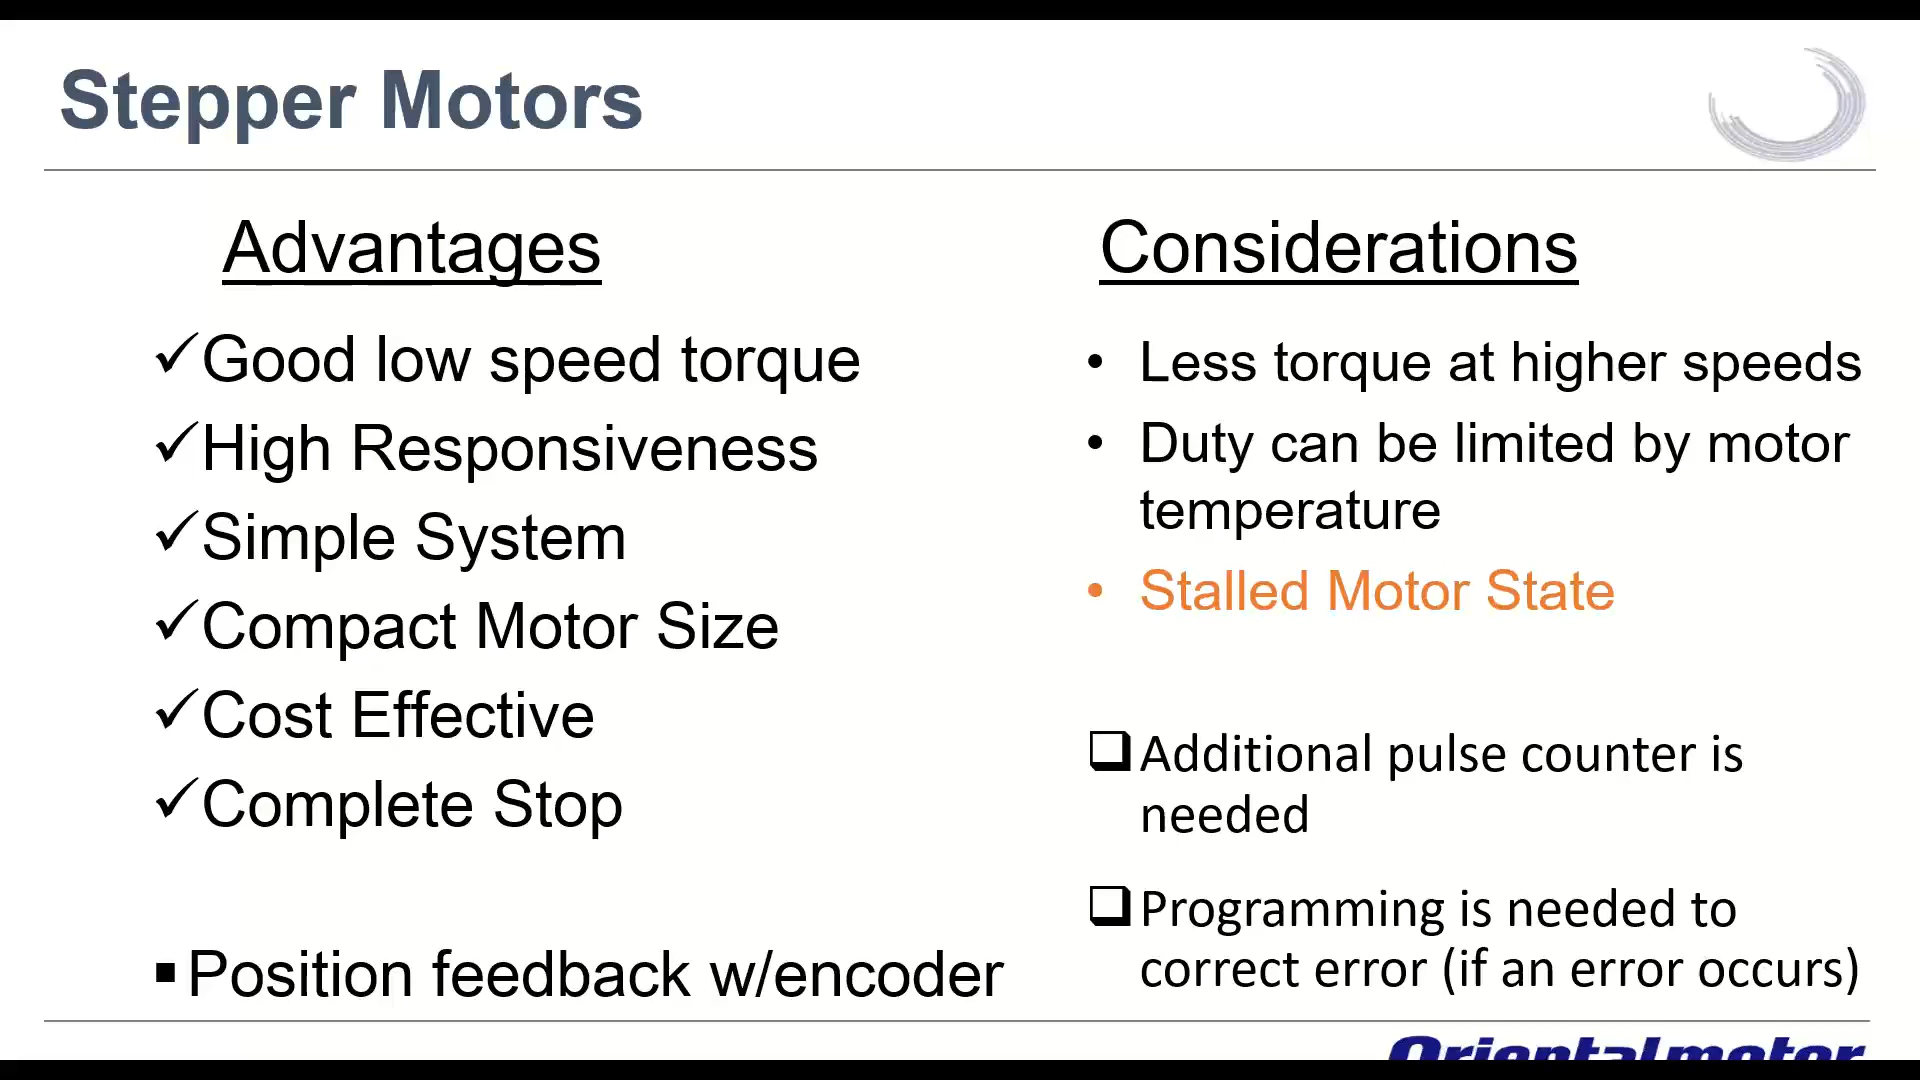 Stepper Motors
Advantages
✓Good low speed torque
✓High Responsiveness
✓Simple System
✓Compact Motor Size
✓Cost Effective
✓Complete Stop
▪Position feedback w/encoder
Considerations
• Less torque at higher speeds
• Duty can be limited by motor
temperature
• Stalled Motor State
❑Additional pulse counter is
needed
❑Programming is needed to
correct error (if an error occurs)
Orientalmotor